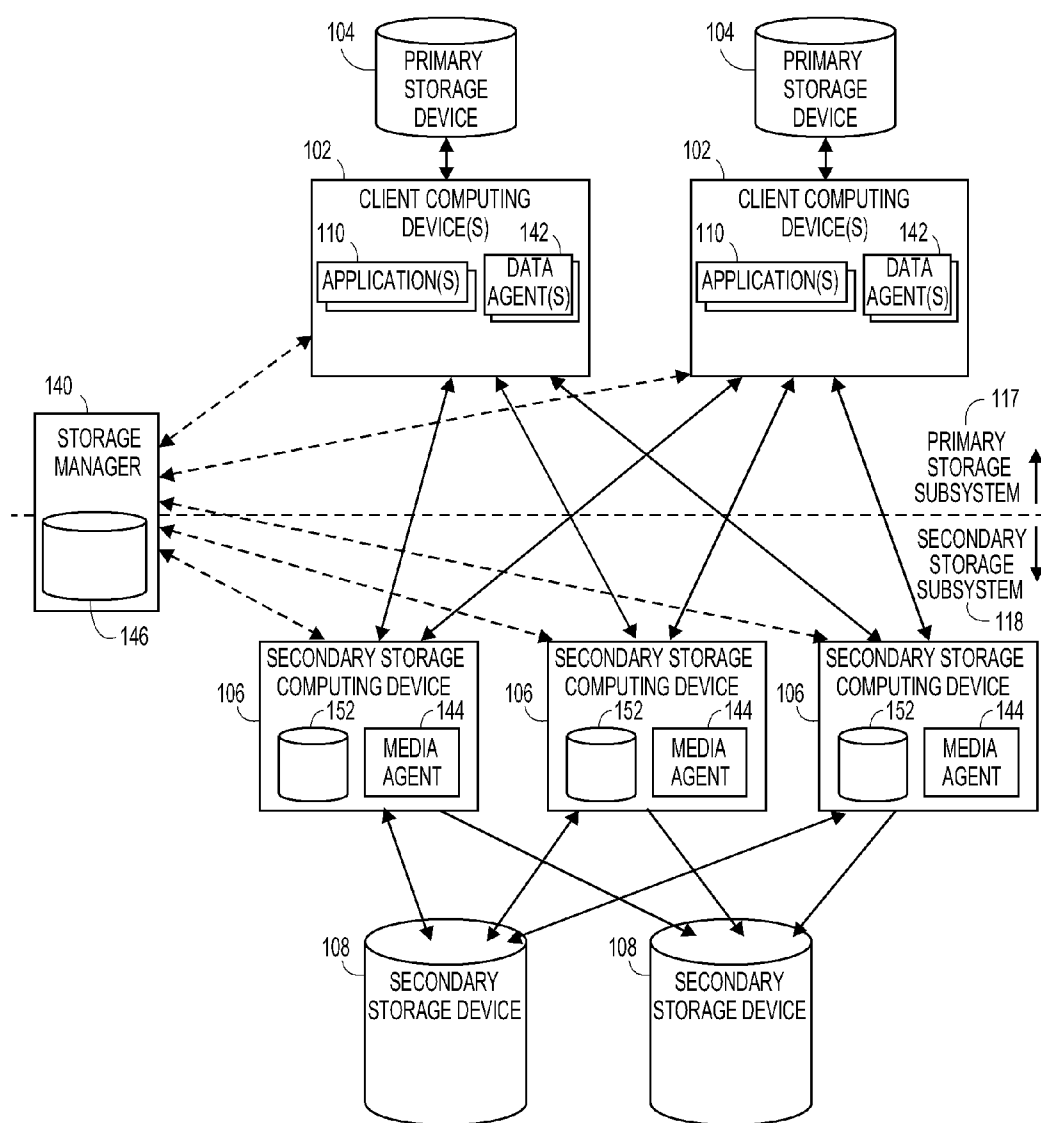 104
PRIMARY
STORAGE
DEVICE
104
PRIMARY
STORAGE
DEVICE
102
CLIENT COMPUTING
DEVICE(S)
110
142
APPLICATION(S)
DATA
AGENT(S)
102
CLIENT COMPUTING
DEVICE(S)
110
142
APPLICATION(S)
DATA
AGENT(S)
140
STORAGE
MANAGER
146
117
PRIMARY
STORAGE
SUBSYSTEM
SECONDARY
STORAGE
SUBSYSTEM
118
SECONDARY STORAGE
COMPUTING DEVICE
106
152
144
MEDIA
AGENT
SECONDARY STORAGE
COMPUTING DEVICE
106
152
144
MEDIA
AGENT
SECONDARY STORAGE
COMPUTING DEVICE
106
152
144
MEDIA
AGENT
108
SECONDARY
STORAGE DEVICE
108
SECONDARY
STORAGE DEVICE